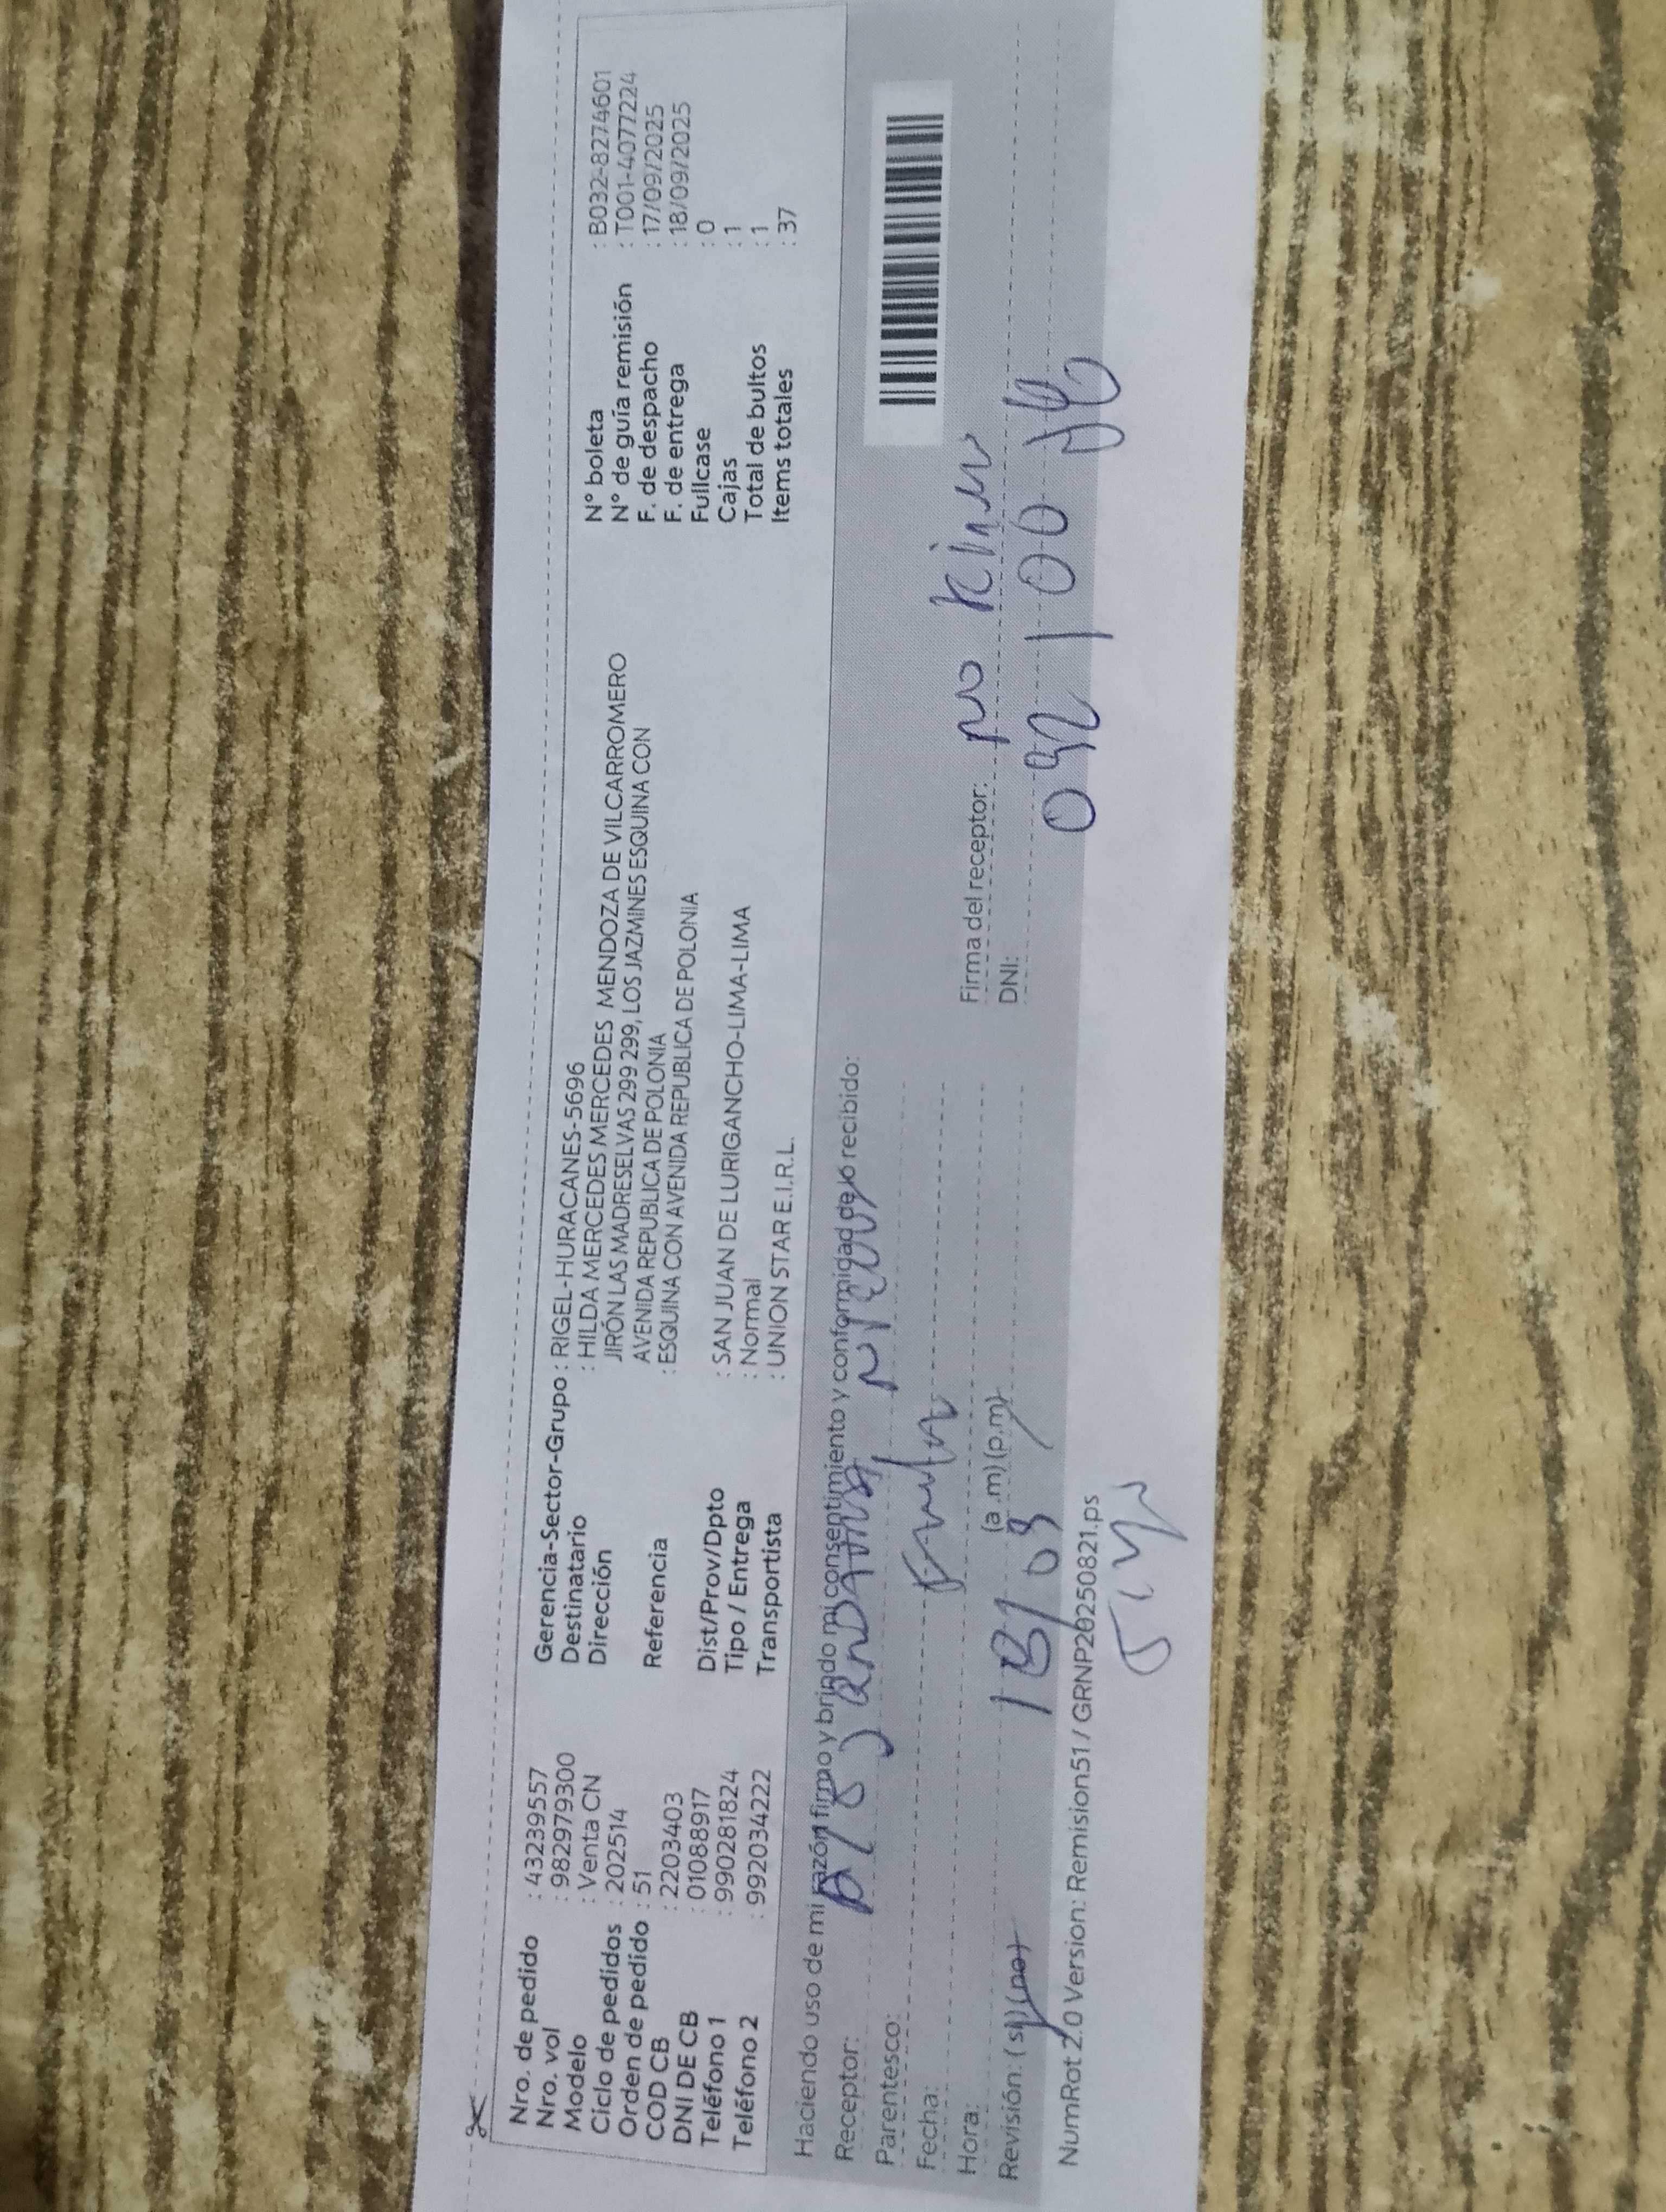 Nro. de pedido : 432239557
Nro. vol : 9822979300
Modelo : Venta CN
Ciclo de pedidos : 202514
Orden de pedido : 51
COD CB : 2203403
DNI DE CB : 01088917
Teléfono 1 : 990281824
Teléfono 2 : 992034222
Gerencia-Sector-Grupo : RIGEL-HURACANES-5696
Destinatario : HILDA MERCEDES MERCEDES MENDOZA DE VILCARROMERO
Dirección JIRÓN LAS MADRESELVAS 299 299, LOS JAZMINES ESQUINA CON
AVENIDA REPUBLICA DE POLONIA
Referencia : ESQUINA CON AVENIDA REPUBLICA DE POLONIA
Dist/Prov/Dpto : SAN JUAN DE LURIGANCHO-LIMA-LIMA
Tipo / Entrega : Normal
Transportista : UNION STAR E.I.R.L.
N° boleta : B032-8274601
N° de guía remisión : T001-4077224
F. de despacho : 17/09/2025
F. de entrega : 18/09/2025
Fullcase : 0
Cajas : 1
Total de bultos : 1
Items totales : 37
Haciendo uso de mi razón firmo y brindo mi consentimiento y conformidad de lo recibido:
Receptor:
Parentesco:
Fecha:
Hora: 18/09/ (a.m) (p.m)
Revisión: (si) (no)
Firma del receptor: no
DNI:
NumRot 2.0 Version: Remision51 / GRNP20250821.ps